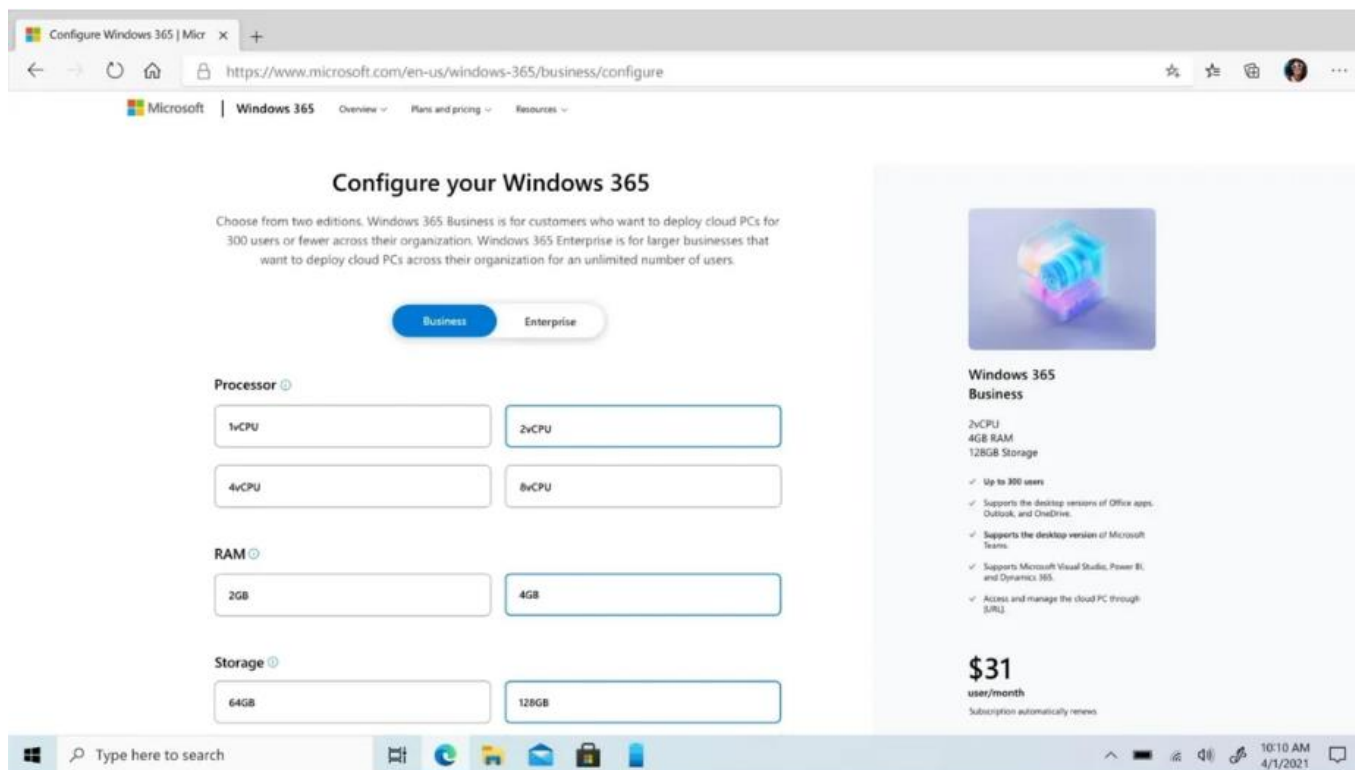 Configure Windows 365 | Micr
https://www.microsoft.com/en-us/windows-365/business/configure
Microsoft | Windows 365 Overview Plans and pricing Resources
Configure your Windows 365
Choose from two editions. Windows 365 Business is for customers who want to deploy cloud PCs for
300 users or fewer across their organization. Windows 365 Enterprise is for larger businesses that
want to deploy cloud PCs across their organization for an unlimited number of users.
Business Enterprise
Processor
1vCPU 2vCPU
4vCPU 8vCPU
RAM
2GB 4GB
Storage
64GB 128GB
Windows 365
Business
2vCPU
4GB RAM
128GB Storage
Up to 300 users
Supports the desktop versions of Office apps,
Outlook, and OneDrive.
Supports the desktop version of Microsoft
Teams.
Supports Microsoft Visual Studio, Power BI,
and Dynamics 365.
Access and manage the cloud PC through
[URL].
$31
user/month
Subscription automatically renews
Type here to search
10:10 AM
4/1/2021